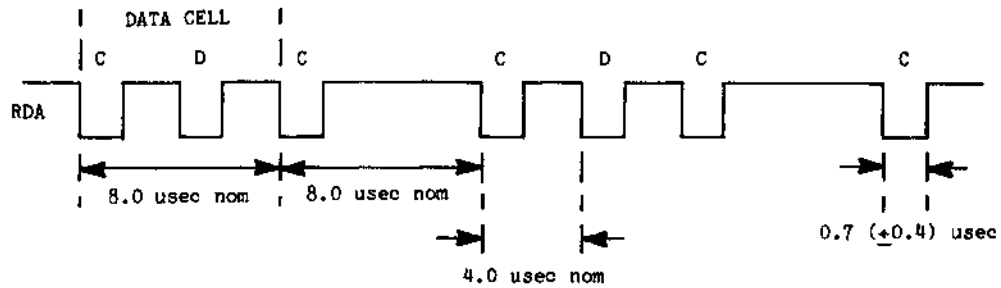 DATA CELL
C D C C D C C
RDA
8.0 usec nom 8.0 usec nom
0.7 (±0.4) usec
4.0 usec nom